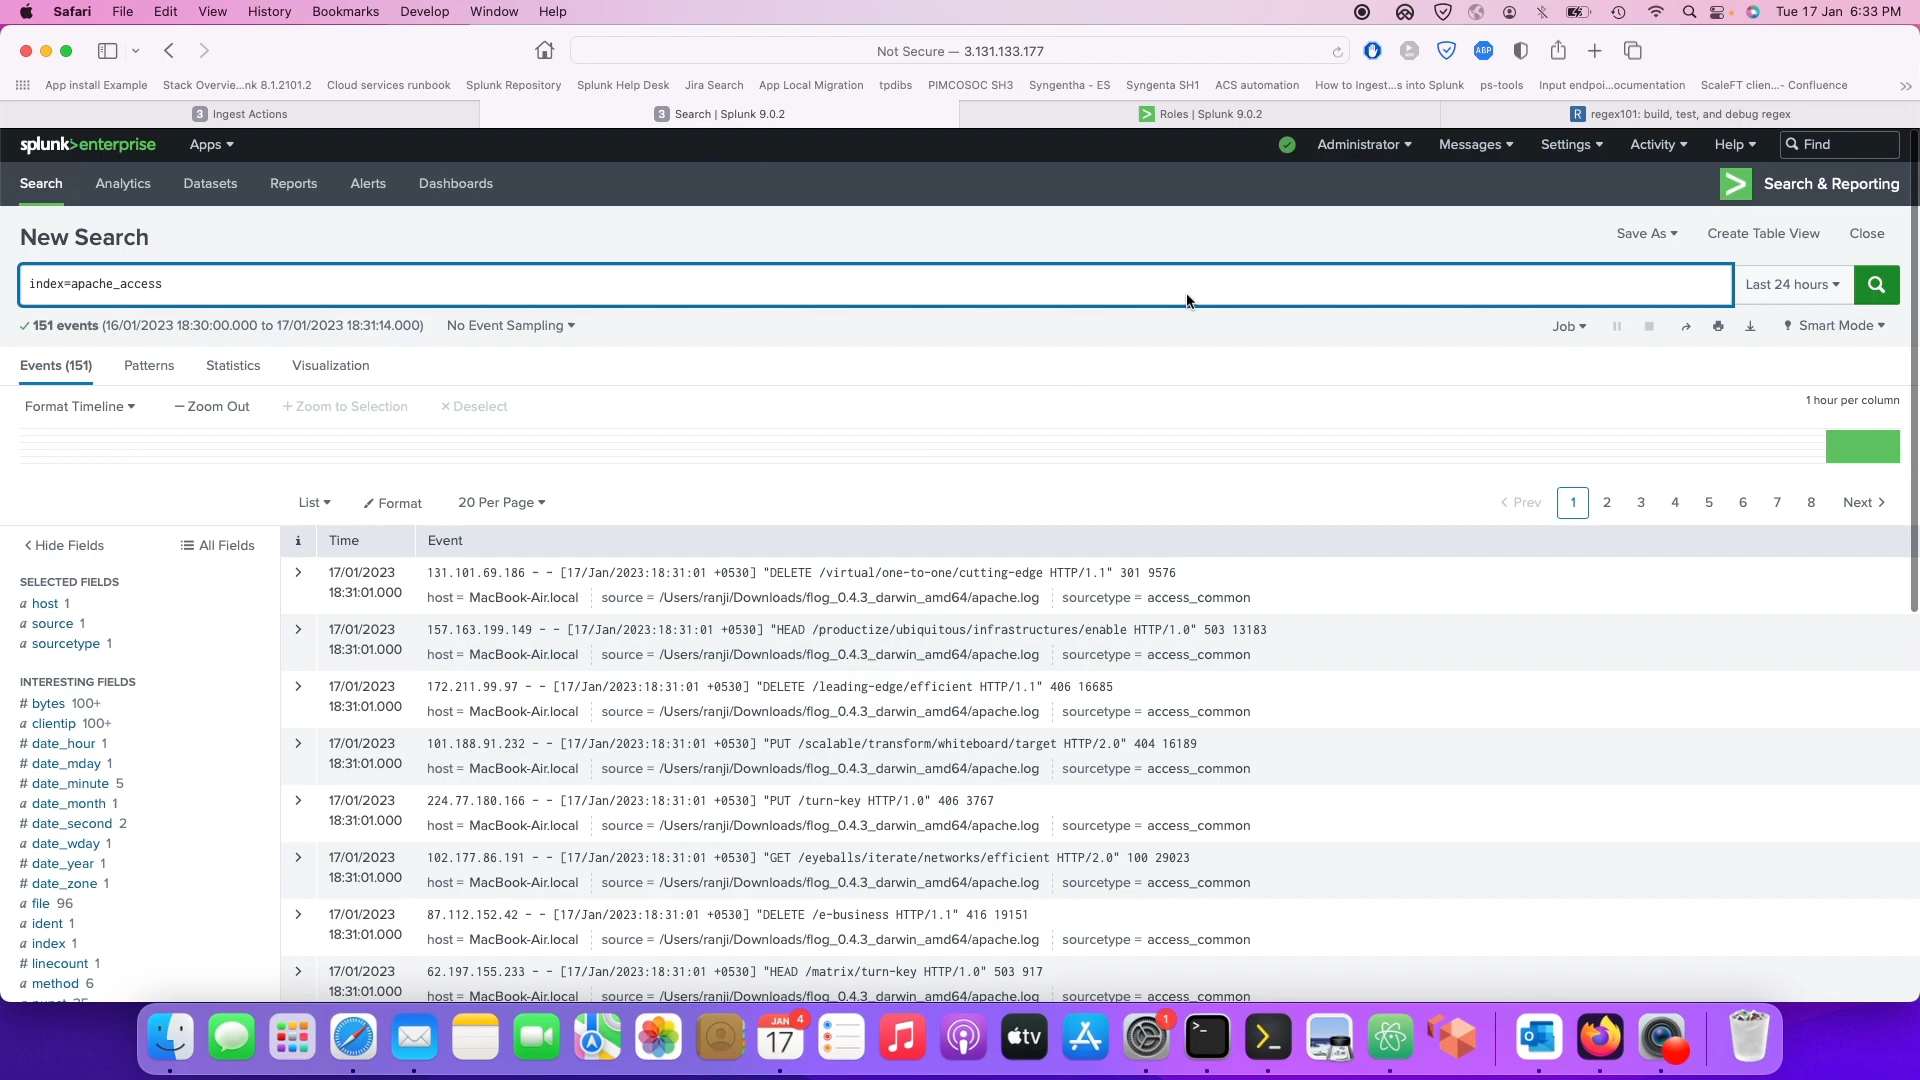 Safari File Edit View History Bookmarks Develop Window Help Tue 17 Jan 6:33 PM
Not Secure — 3.131.133.177 ABP
App install Example Stack Overvie...nk 8.1.2101.2 Cloud services runbook Splunk Repository Splunk Help Desk Jira Search App Local Migration tpdibs PIMCOSOC SH3 Syngentha - ES Syngenta SH1 ACS automation How to Ingest...s into Splunk ps-tools Input endpoi...ocumentation ScaleFT clien...- Confluence
3 Ingest Actions 3 Search | Splunk 9.0.2 Roles | Splunk 9.0.2 R regex101: build, test, and debug regex
splunk>enterprise Apps Administrator Messages Settings Activity Help Find
Search Analytics Datasets Reports Alerts Dashboards Search & Reporting
New Search Save As Create Table View Close
index=apache_access Last 24 hours
151 events (16/01/2023 18:30:00.000 to 17/01/2023 18:31:14.000) No Event Sampling Job Smart Mode
Events (151) Patterns Statistics Visualization
Format Timeline — Zoom Out + Zoom to Selection × Deselect 1 hour per column
List Format 20 Per Page < Prev 1 2 3 4 5 6 7 8 Next >
< Hide Fields All Fields i Time Event
SELECTED FIELDS
a host 1
a source 1
a sourcetype 1
INTERESTING FIELDS
# bytes 100+
a clientip 100+
# date_hour 1
# date_mday 1
# date_minute 5
a date_month 1
# date_second 2
a date_wday 1
# date_year 1
# date_zone 1
a file 96
a ident 1
a index 1
# linecount 1
a method 6
17/01/2023 131.101.69.186 - - [17/Jan/2023:18:31:01 +0530] "DELETE /virtual/one-to-one/cutting-edge HTTP/1.1" 301 9576
18:31:01.000 host = MacBook-Air.local source = /Users/ranji/Downloads/flog_0.4.3_darwin_amd64/apache.log sourcetype = access_common
17/01/2023 157.163.199.149 - - [17/Jan/2023:18:31:01 +0530] "HEAD /productize/ubiquitous/infrastructures/enable HTTP/1.0" 503 13183
18:31:01.000 host = MacBook-Air.local source = /Users/ranji/Downloads/flog_0.4.3_darwin_amd64/apache.log sourcetype = access_common
17/01/2023 172.211.99.97 - - [17/Jan/2023:18:31:01 +0530] "DELETE /leading-edge/efficient HTTP/1.1" 406 16685
18:31:01.000 host = MacBook-Air.local source = /Users/ranji/Downloads/flog_0.4.3_darwin_amd64/apache.log sourcetype = access_common
17/01/2023 101.188.91.232 - - [17/Jan/2023:18:31:01 +0530] "PUT /scalable/transform/whiteboard/target HTTP/2.0" 404 16189
18:31:01.000 host = MacBook-Air.local source = /Users/ranji/Downloads/flog_0.4.3_darwin_amd64/apache.log sourcetype = access_common
17/01/2023 224.77.180.166 - - [17/Jan/2023:18:31:01 +0530] "PUT /turn-key HTTP/1.0" 406 3767
18:31:01.000 host = MacBook-Air.local source = /Users/ranji/Downloads/flog_0.4.3_darwin_amd64/apache.log sourcetype = access_common
17/01/2023 102.177.86.191 - - [17/Jan/2023:18:31:01 +0530] "GET /eyeballs/iterate/networks/efficient HTTP/2.0" 100 29023
18:31:01.000 host = MacBook-Air.local source = /Users/ranji/Downloads/flog_0.4.3_darwin_amd64/apache.log sourcetype = access_common
17/01/2023 87.112.152.42 - - [17/Jan/2023:18:31:01 +0530] "DELETE /e-business HTTP/1.1" 416 19151
18:31:01.000 host = MacBook-Air.local source = /Users/ranji/Downloads/flog_0.4.3_darwin_amd64/apache.log sourcetype = access_common
17/01/2023 62.197.155.233 - - [17/Jan/2023:18:31:01 +0530] "HEAD /matrix/turn-key HTTP/1.0" 503 917
18:31:01.000 host = MacBook-Air.local source = /Users/ranji/Downloads/flog_0.4.3_darwin_amd64/apache.log sourcetype = access_common
JAN 4 17 tv 1